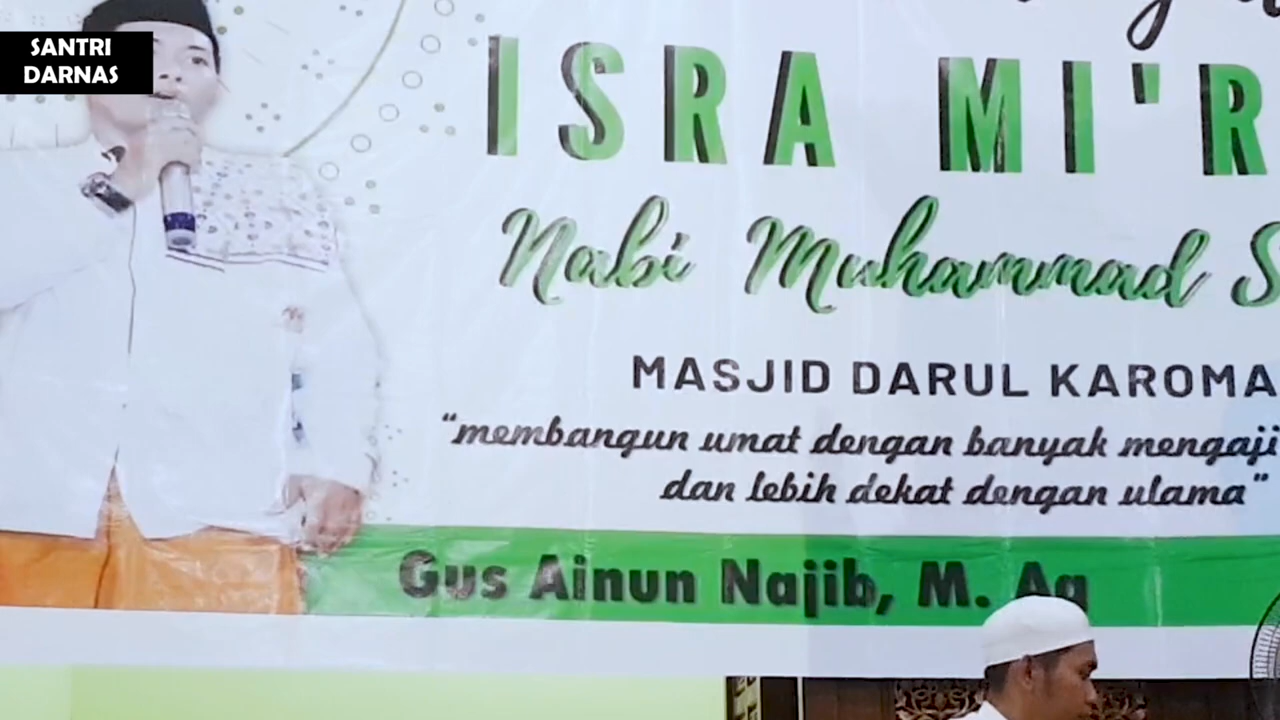 SANTRI
DARNAS
ISRA MI'R
Nabi Muhammad S
MASJID DARUL KAROMA
"membangun umat dengan banyak mengaji
dan lebih dekat dengan ulama"
Gus Ainun Najib, M. Ag